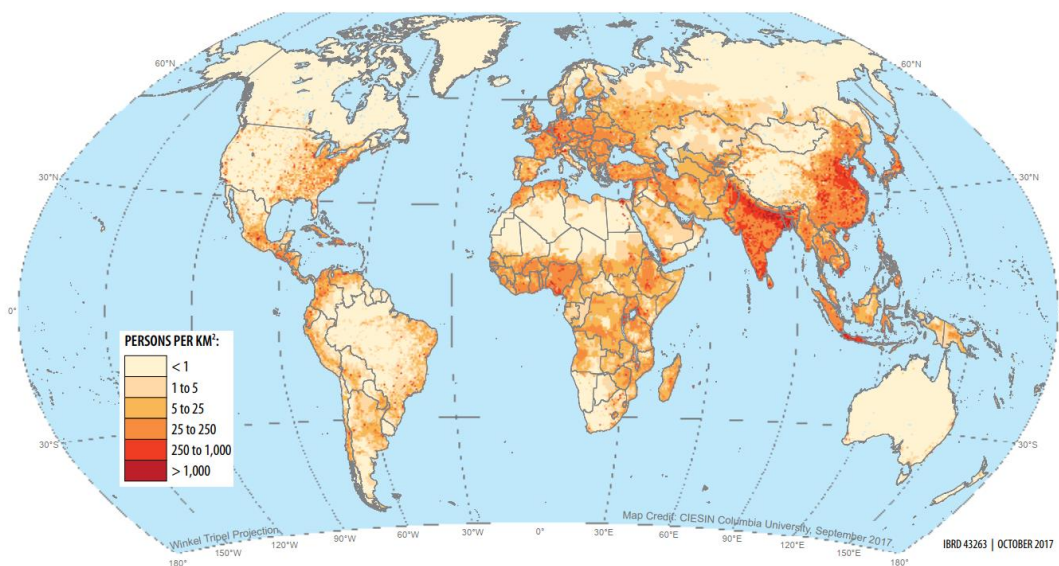 60°N
60°N
30°N
30°N
0°
PERSONS PER KM²:
< 1
1 to 5
5 to 25
25 to 250
250 to 1,000
> 1,000
30°S
30°S
Winkel Tripel Projection
Map Credit: CIESIN Columbia University, September 2017.
IBRD 43263 | OCTOBER 2017
180°
150°W
120°W
90°W
60°W
30°W
0°
30°E
60°E
90°E
120°E
150°E
180°